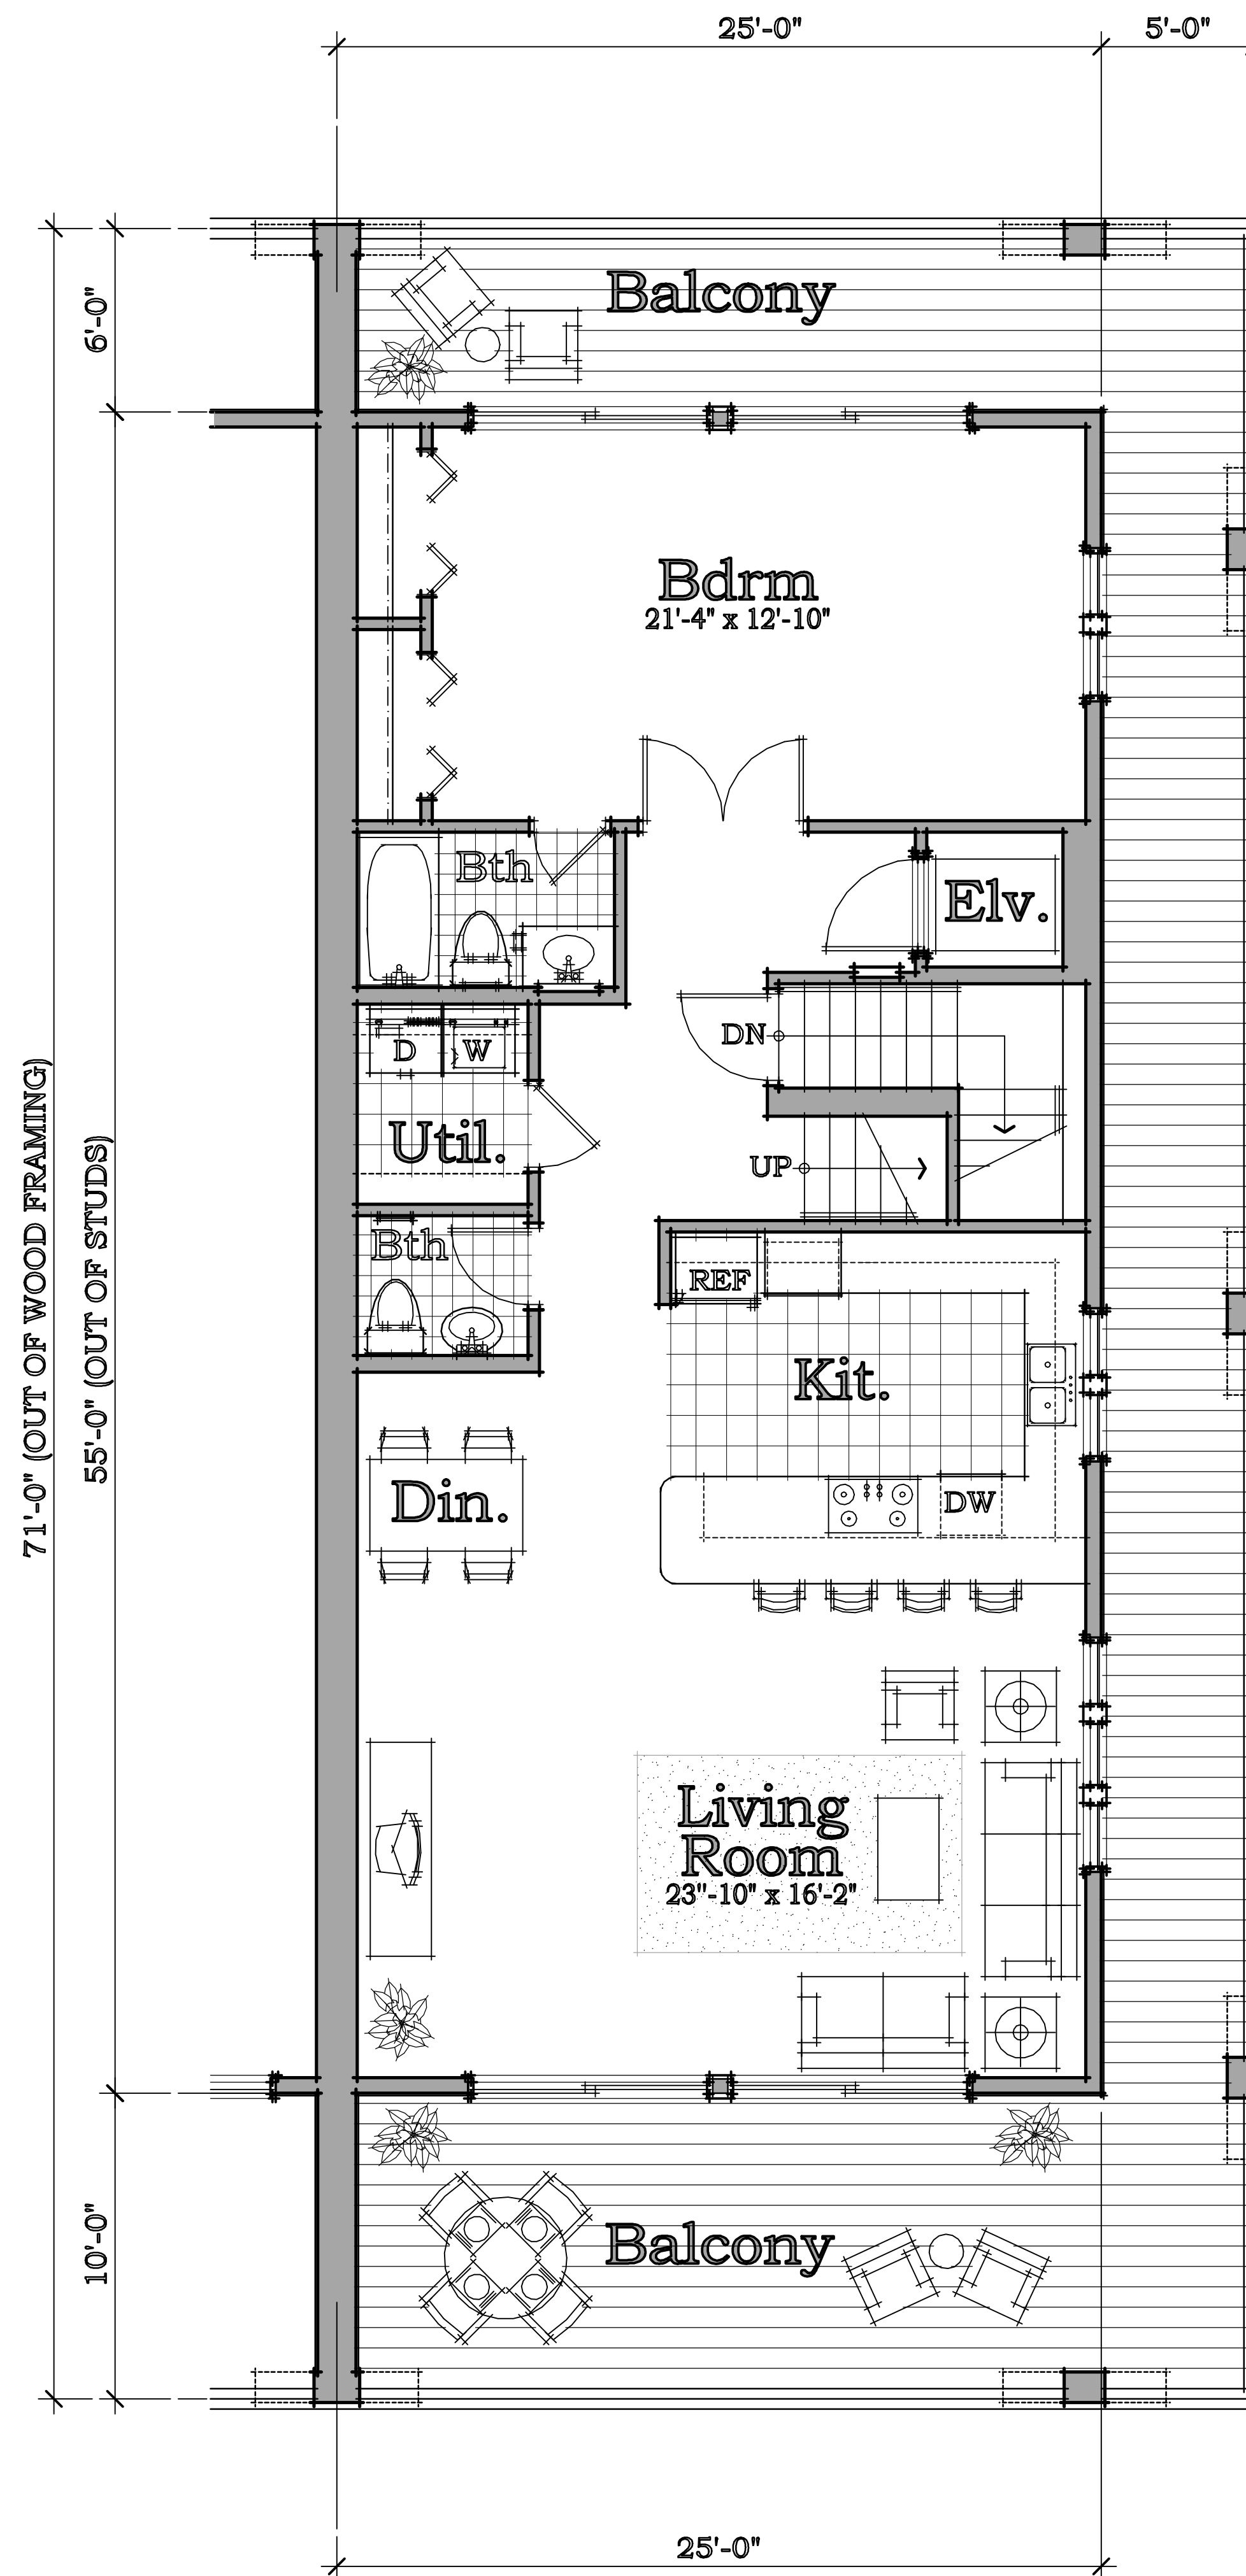 25'-0"
5'-0"
Balcony
6'-0"
Bdrm
21'-4" x 12'-10"
Bth
Elv.
DN
D
W
Util.
UP
Bth
REF
Kit.
Din.
DW
71'-0" (OUT OF WOOD FRAMING)
55'-0" (OUT OF STUDS)
Living
Room
23"-10" x 16'-2"
Balcony
10'-0"
25'-0"